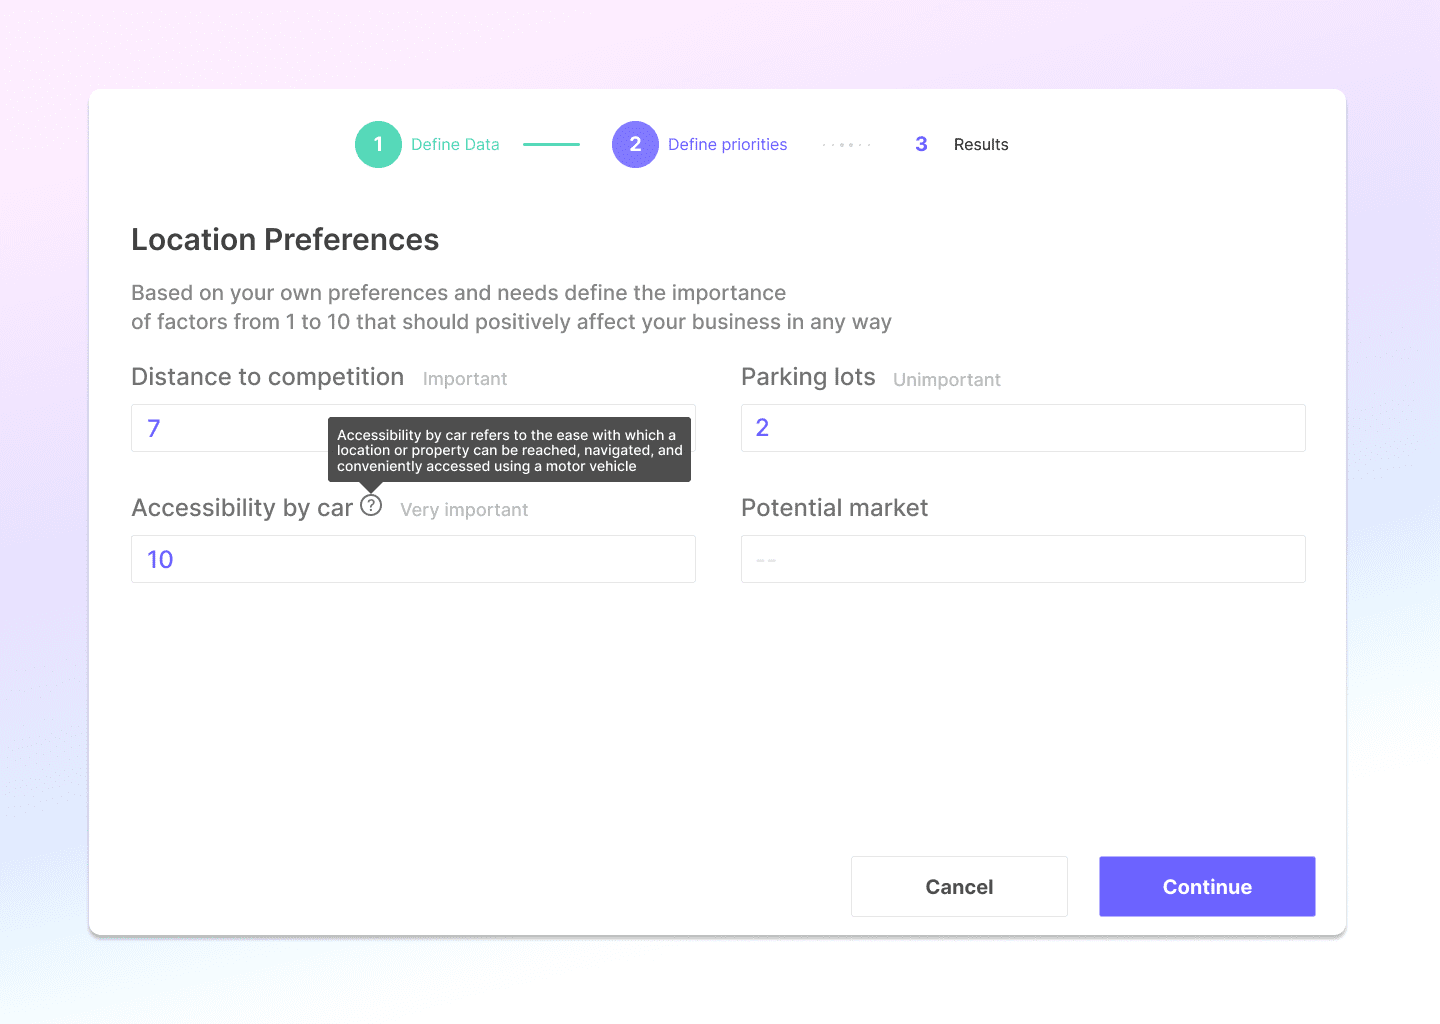 1 Define Data 2 Define priorities 3 Results
Location Preferences
Based on your own preferences and needs define the importance
of factors from 1 to 10 that should positively affect your business in any way
Distance to competition Important
7
Accessibility by car refers to the ease with which a
location or property can be reached, navigated, and
conveniently accessed using a motor vehicle
Accessibility by car ? Very important
10
Parking lots Unimportant
2
Potential market
--
Cancel Continue